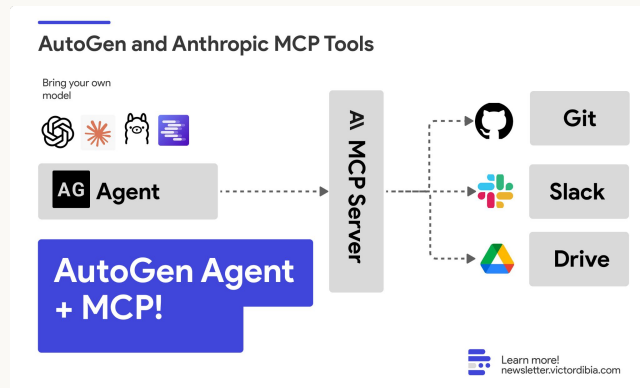 AutoGen and Anthropic MCP Tools
Bring your own
model
AG Agent
A\ MCP Server
Git
Slack
Drive
AutoGen Agent
+ MCP!
Learn more!
newsletter.victordibia.com